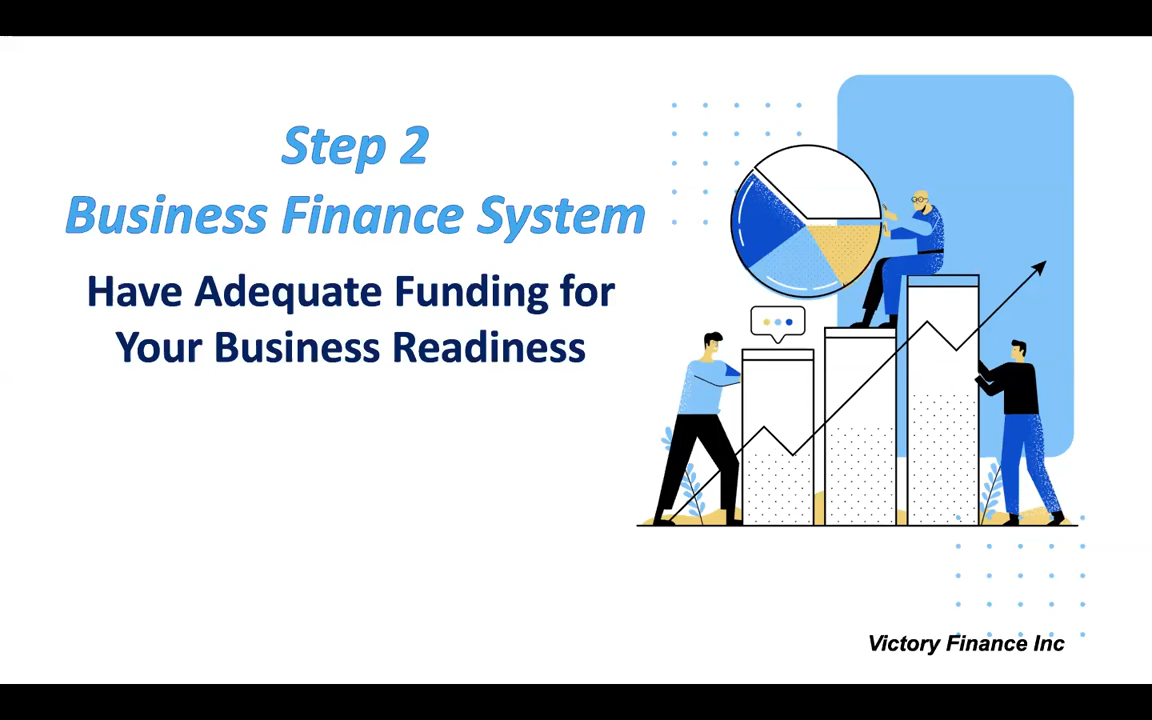 Step 2
Business Finance System
Have Adequate Funding for
Your Business Readiness
Victory Finance Inc